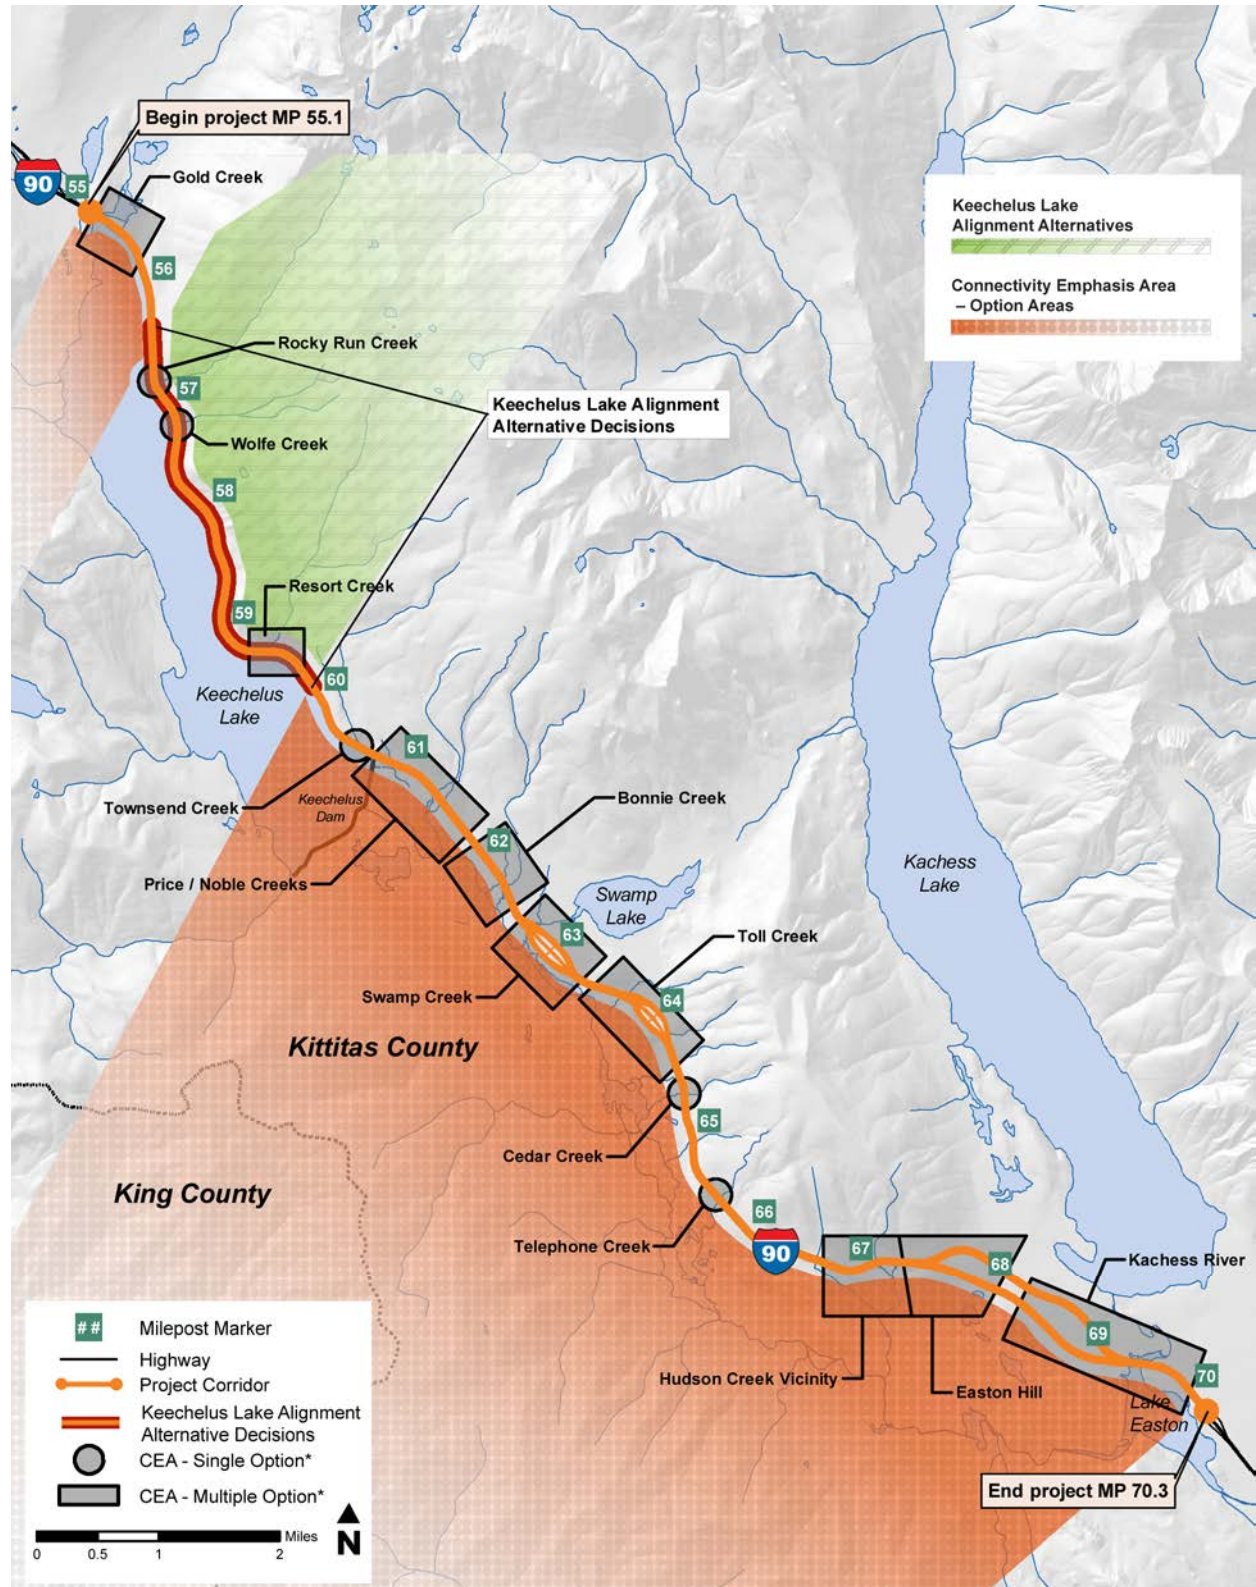 Begin project MP 55.1
90
55
Gold Creek
56
Keechelus Lake
Alignment Alternatives
Connectivity Emphasis Area
– Option Areas
Rocky Run Creek
57
Keechelus Lake Alignment
Alternative Decisions
Wolfe Creek
58
Resort Creek
59
60
Keechelus
Lake
61
Townsend Creek
Keechelus
Dam
Bonnie Creek
62
Price / Noble Creeks
Swamp
Lake
Kachess
Lake
63
Toll Creek
Swamp Creek
64
Kittitas County
65
Cedar Creek
King County
66
Telephone Creek
90
67
68
Kachess River
69
Hudson Creek Vicinity
Easton Hill
70
Lake
Easton
End project MP 70.3
##
Milepost Marker
Highway
Project Corridor
Keechelus Lake Alignment
Alternative Decisions
CEA - Single Option*
CEA - Multiple Option*
Miles
0
0.5
1
2
N